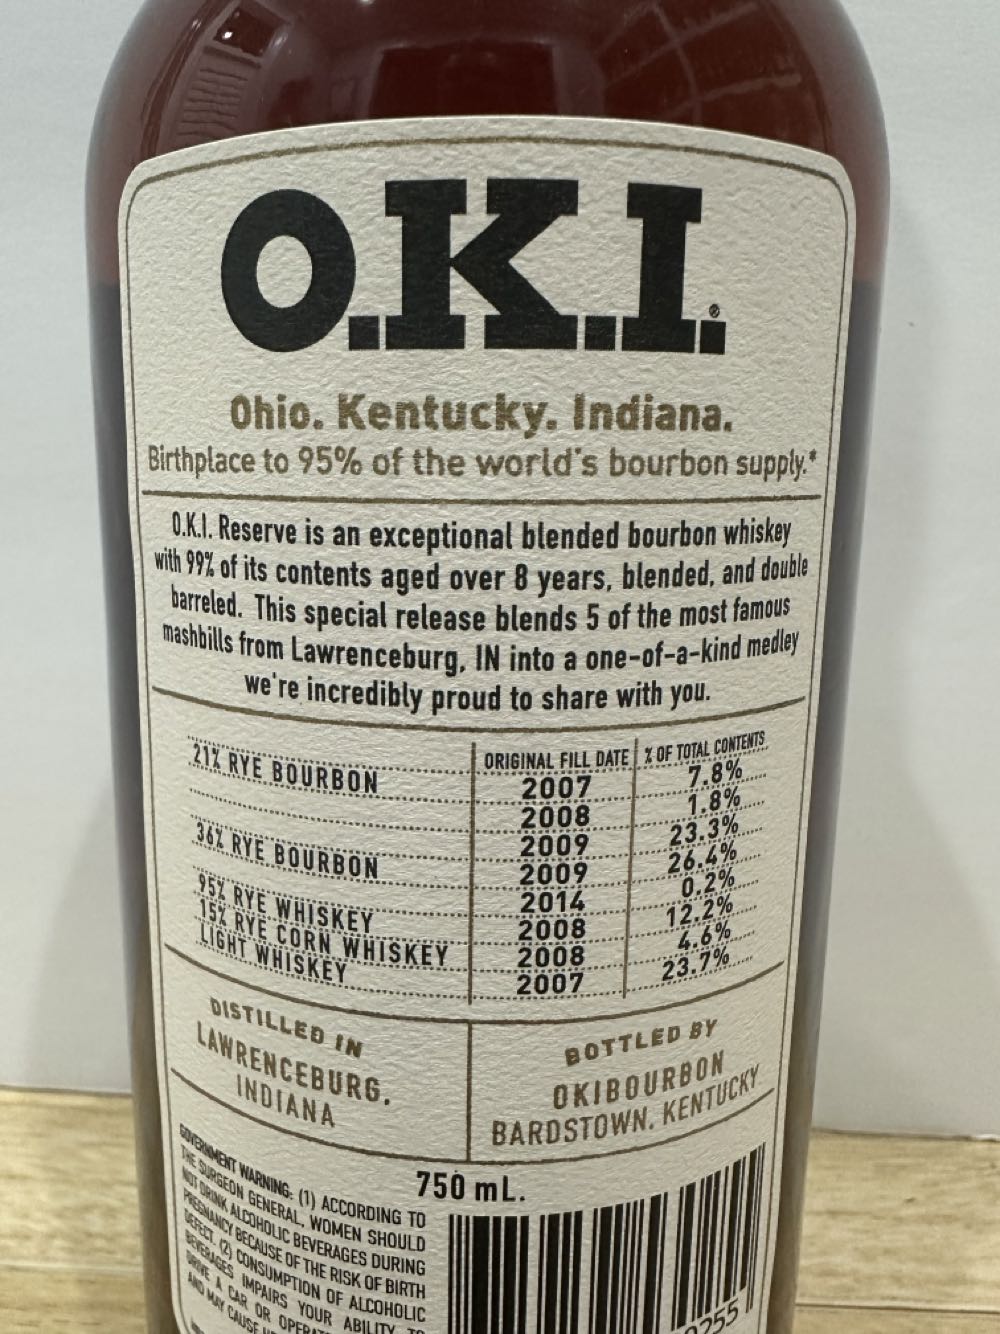 O.K.I.®
Ohio. Kentucky. Indiana.
Birthplace to 95% of the world's bourbon supply.*
O.K.I. Reserve is an exceptional blended bourbon whiskey
with 99% of its contents aged over 8 years, blended, and double
barreled. This special release blends 5 of the most famous
mashbills from Lawrenceburg, IN into a one-of-a-kind medley
we're incredibly proud to share with you.
ORIGINAL FILL DATE % OF TOTAL CONTENTS
21% RYE BOURBON 2007 7.8%
2008 1.8%
2009 23.3%
36% RYE BOURBON 2009 26.4%
2014 0.2%
95% RYE WHISKEY 2008 12.2%
15% RYE CORN WHISKEY 2008 4.6%
LIGHT WHISKEY 2007 23.7%
DISTILLED IN
LAWRENCEBURG,
INDIANA
BOTTLED BY
OKIBOURBON
BARDSTOWN, KENTUCKY
750 mL.
GOVERNMENT WARNING: (1) ACCORDING TO
THE SURGEON GENERAL, WOMEN SHOULD
NOT DRINK ALCOHOLIC BEVERAGES DURING
PREGNANCY BECAUSE OF THE RISK OF BIRTH
DEFECT. (2) CONSUMPTION OF ALCOHOLIC
BEVERAGES IMPAIRS YOUR ABILITY TO
DRIVE A CAR OR
AND MAY CAUSE